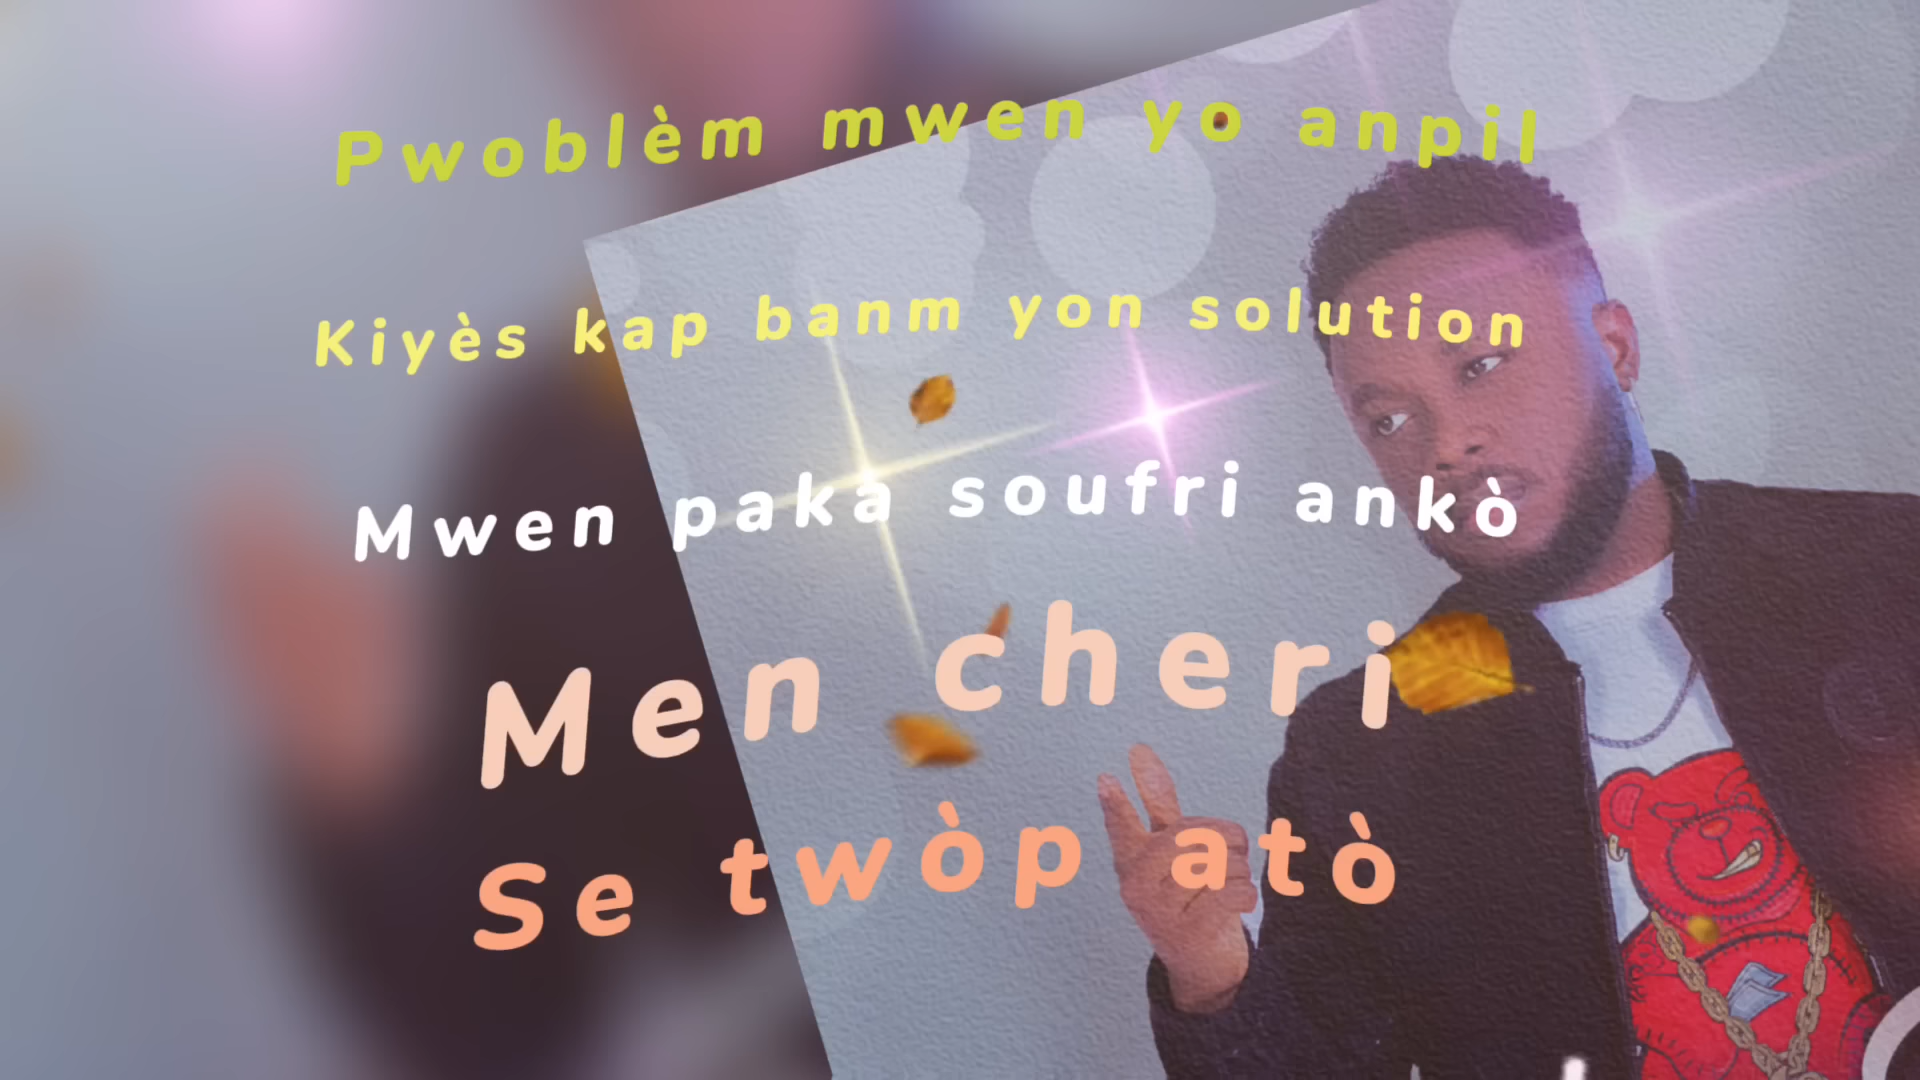 Pwoblèm mwen yo anpil
Kiyès kap banm yon solution
Mwen paka soufri ankò
Men cheri
Se twòp atò